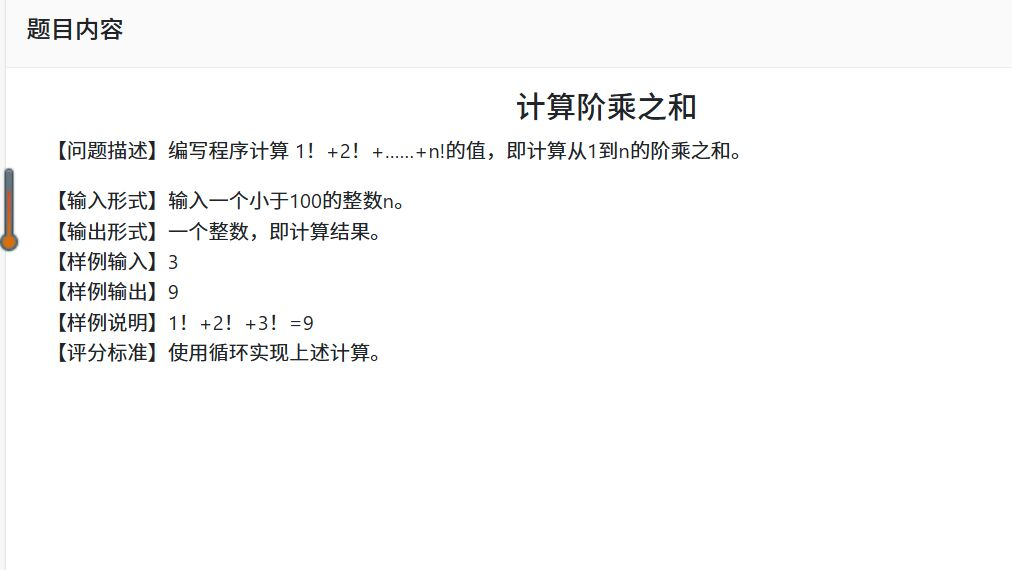 题目内容
计算阶乘之和
【问题描述】编写程序计算 1！+2！+......+n!的值，即计算从1到n的阶乘之和。
【输入形式】输入一个小于100的整数n。
【输出形式】一个整数，即计算结果。
【样例输入】3
【样例输出】9
【样例说明】1！+2！+3！=9
【评分标准】使用循环实现上述计算。